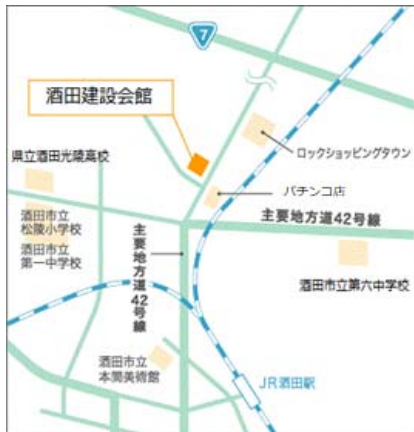 7
酒田建設会館
ロックショッピングタウン
県立酒田光陵高校
パチンコ店
酒田市立
松陵小学校
主要地方道42号線
酒田市立
第一中学校
主要地方道42号線
酒田市立第六中学校
酒田市立
本間美術館
JR酒田駅